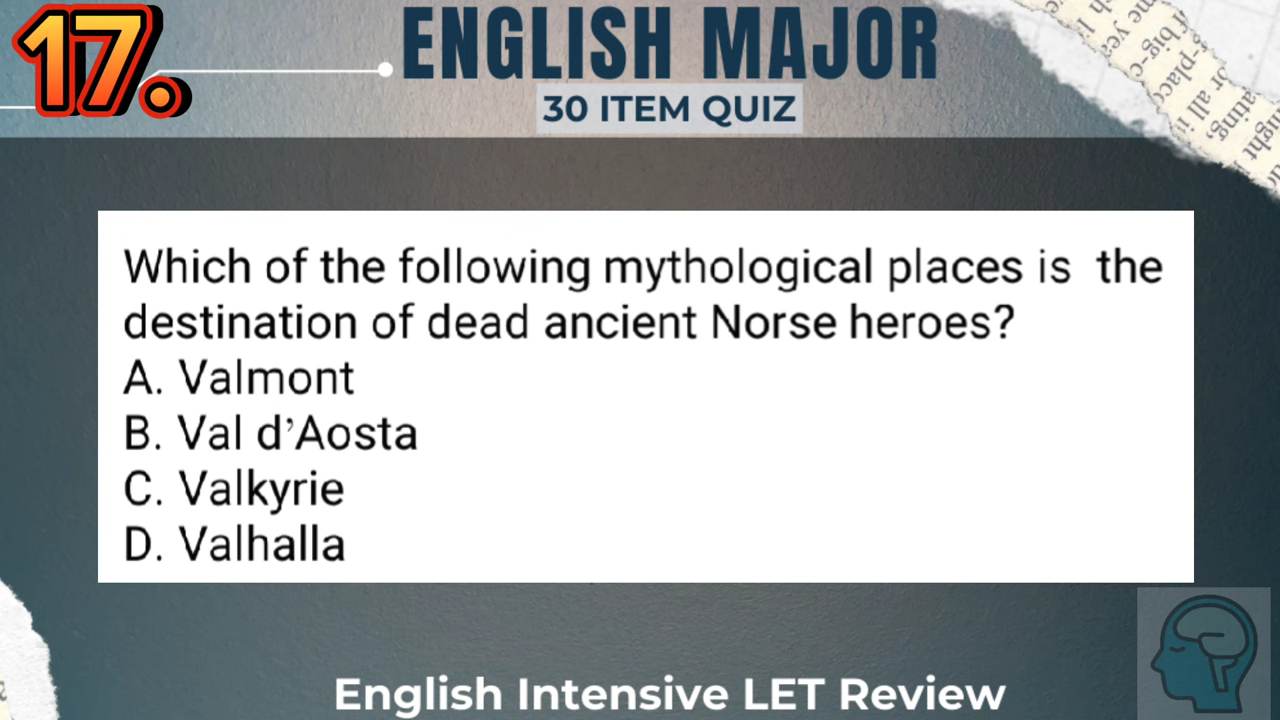 17.
ENGLISH MAJOR
30 ITEM QUIZ
Which of the following mythological places is the
destination of dead ancient Norse heroes?
A. Valmont
B. Val d’Aosta
C. Valkyrie
D. Valhalla
English Intensive LET Review